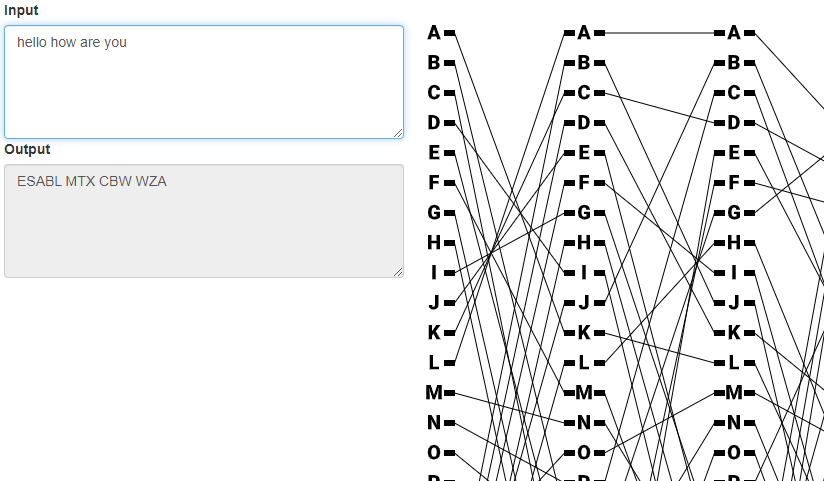 Input
hello how are you
Output
ESABL MTX CBW WZA
A A A
B B B
C C C
D D D
E E E
F F F
G G G
H H H
I I I
J J J
K K K
L L L
M M M
N N N
O O O